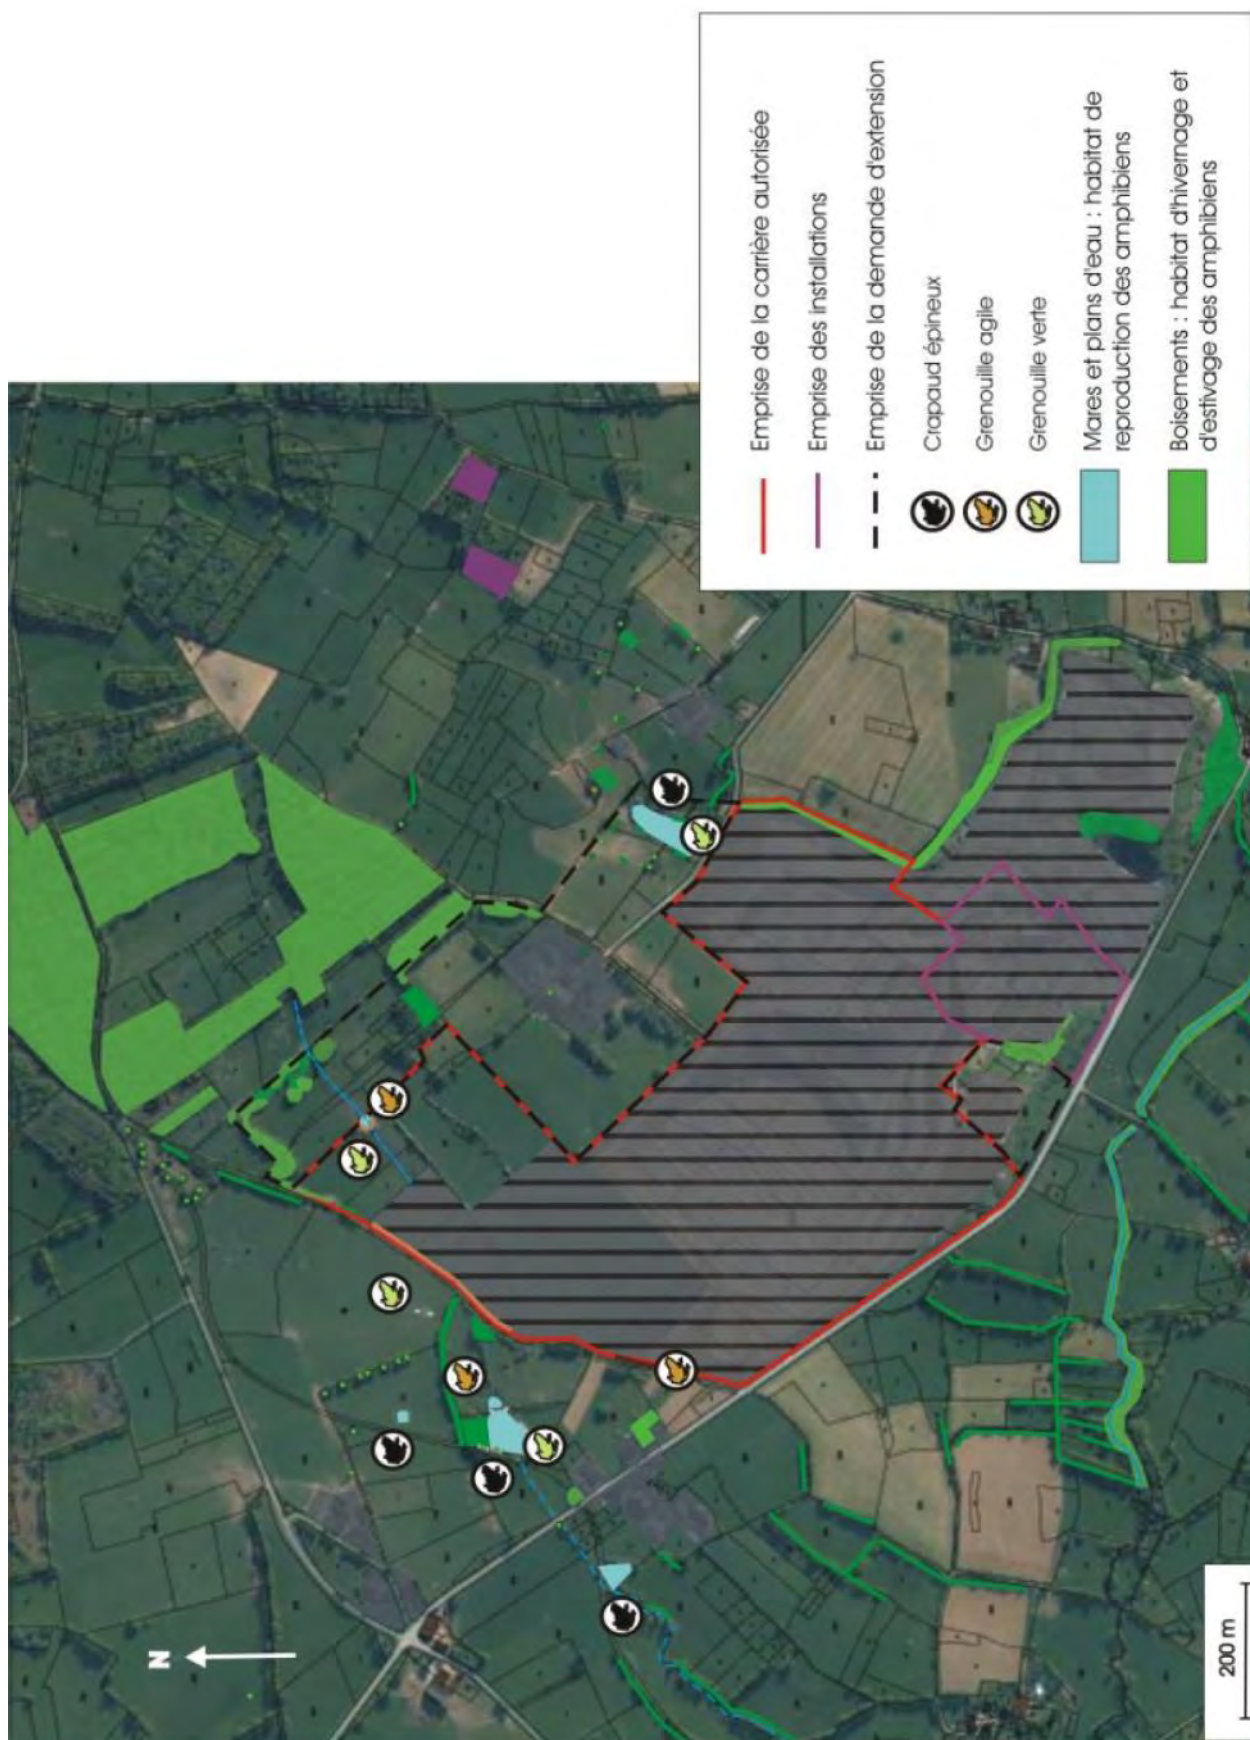 Emprise de la carrière autorisée
Emprise des installations
Emprise de la demande d'extension
Crapaud épineux
Grenouille agile
Grenouille verte
Mares et plans d'eau : habitat de
reproduction des amphibiens
Boisements : habitat d'hivernage et
d'estivage des amphibiens
N
200 m